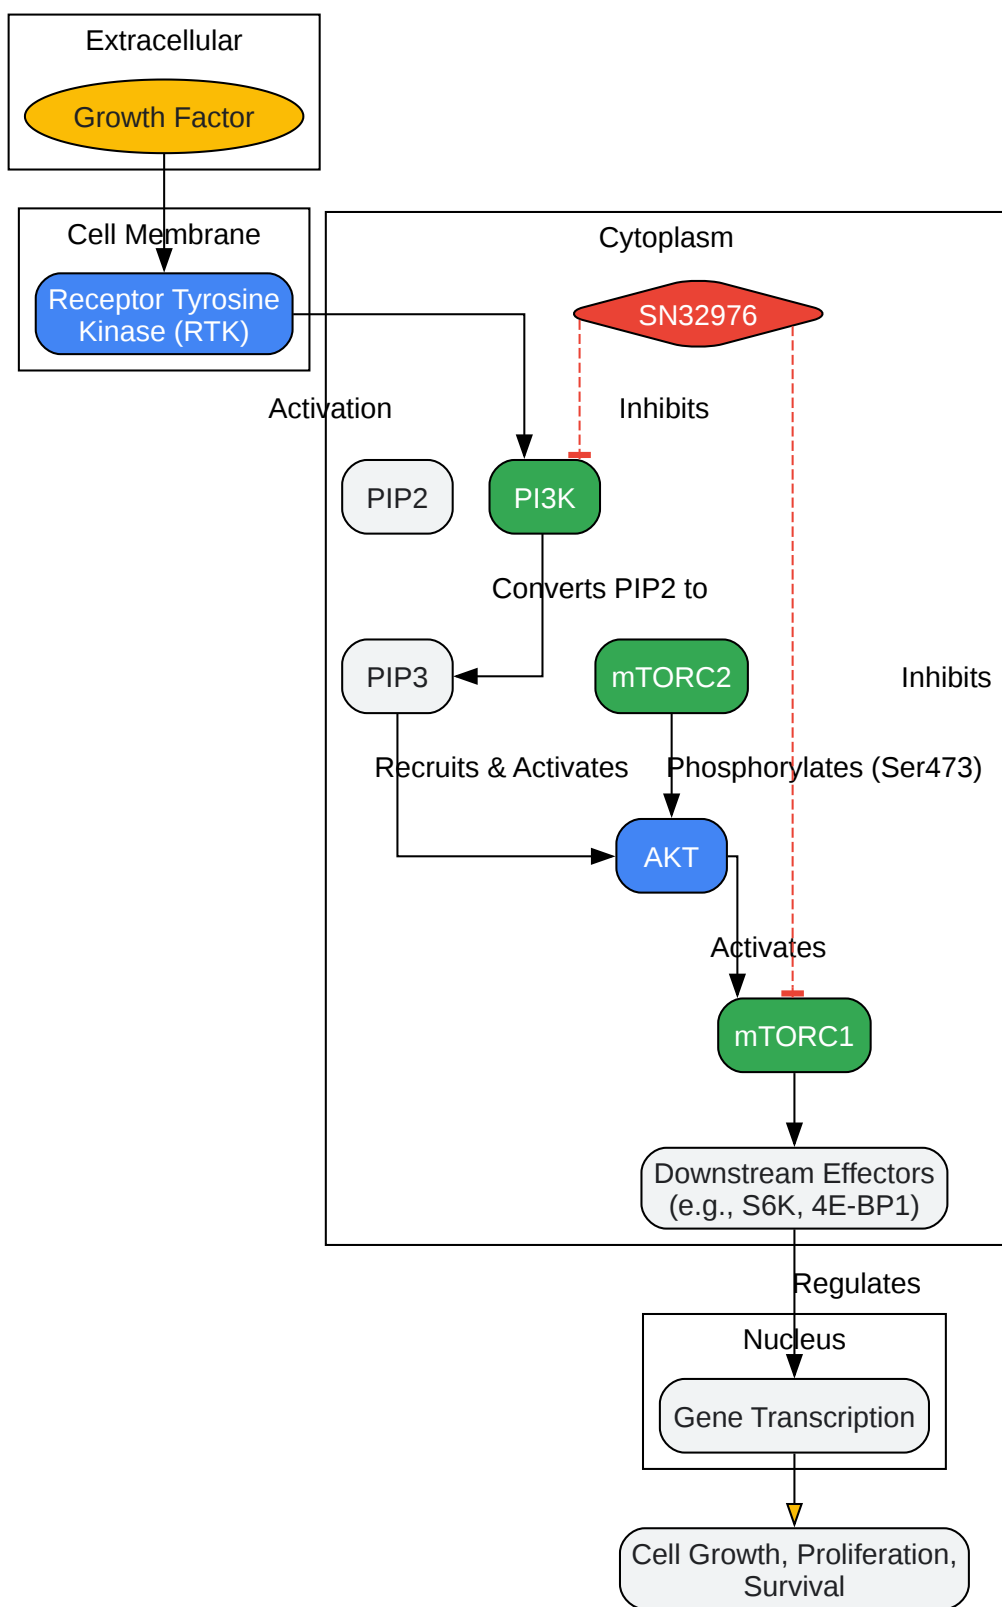 Extracellular
Growth Factor
Cell Membrane
Receptor Tyrosine
Kinase (RTK)
Cytoplasm
SN32976
Activation
Inhibits
PIP2
PI3K
Converts PIP2 to
PIP3
mTORC2
Inhibits
Recruits & Activates
Phosphorylates (Ser473)
AKT
Activates
mTORC1
Downstream Effectors
(e.g., S6K, 4E-BP1)
Regulates
Nucleus
Gene Transcription
Cell Growth, Proliferation,
Survival